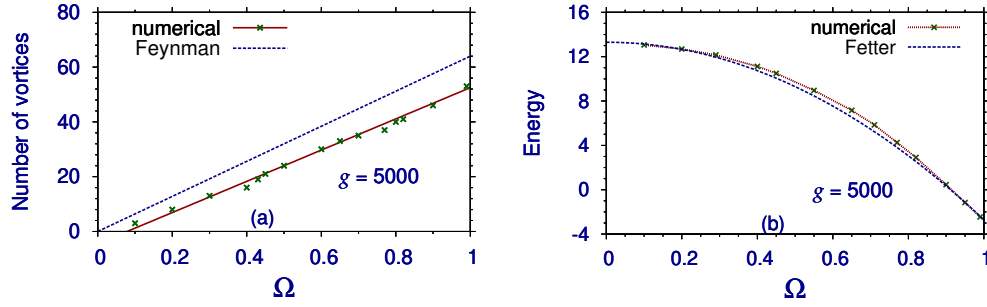 80
60
40
20
0
Number of vortices
numerical
Feynman
g = 5000
(a)
0 0.2 0.4 0.6 0.8 1
Ω
16
12
8
4
0
-4
Energy
numerical
Fetter
g = 5000
(b)
0 0.2 0.4 0.6 0.8 1
Ω